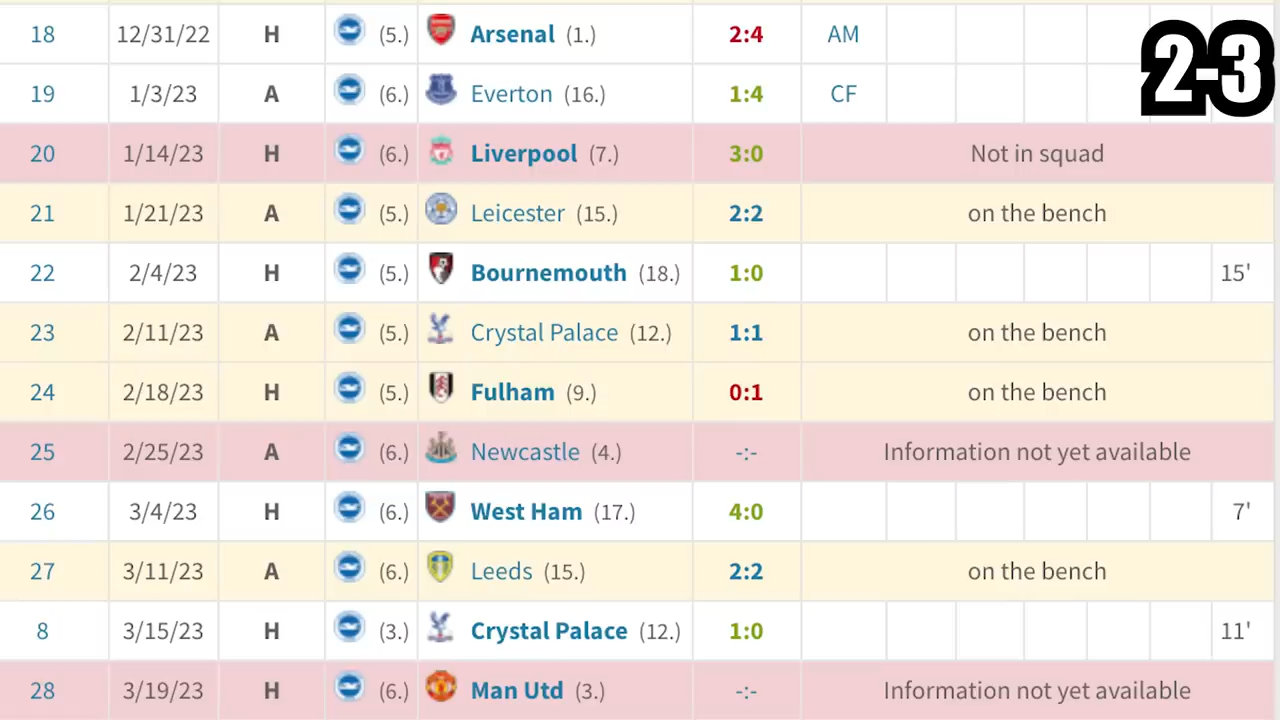 18 12/31/22 H (5.) Arsenal (1.) 2:4 AM
2-3
19 1/3/23 A (6.) Everton (16.) 1:4 CF
20 1/14/23 H (6.) Liverpool (7.) 3:0 Not in squad
21 1/21/23 A (5.) Leicester (15.) 2:2 on the bench
22 2/4/23 H (5.) Bournemouth (18.) 1:0 15'
23 2/11/23 A (5.) Crystal Palace (12.) 1:1 on the bench
24 2/18/23 H (5.) Fulham (9.) 0:1 on the bench
25 2/25/23 A (6.) Newcastle (4.) -:- Information not yet available
26 3/4/23 H (6.) West Ham (17.) 4:0 7'
27 3/11/23 A (6.) Leeds (15.) 2:2 on the bench
8 3/15/23 H (3.) Crystal Palace (12.) 1:0 11'
28 3/19/23 H (6.) Man Utd (3.) -:- Information not yet available